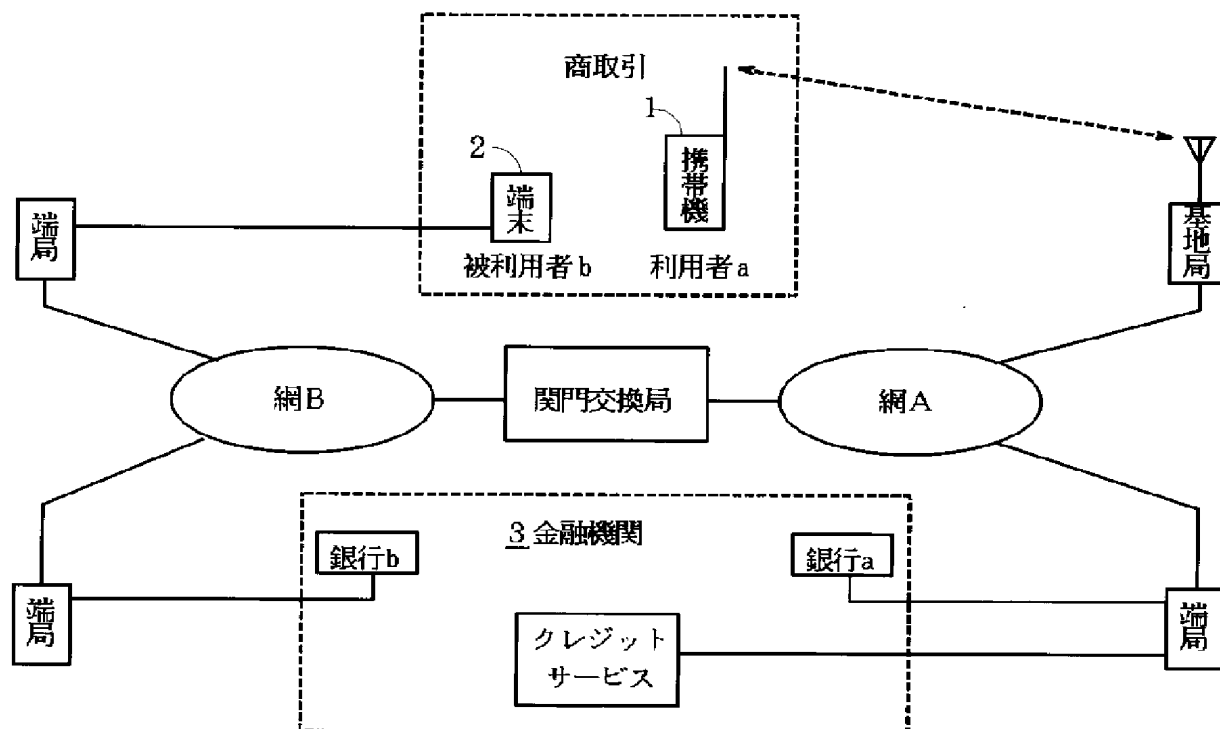 商取引
1
携帯機
2
端末
端局
基地局
被利用者b
利用者a
網B
関門交換局
網A
3 金融機関
銀行b
銀行a
端局
クレジット
サービス
端局